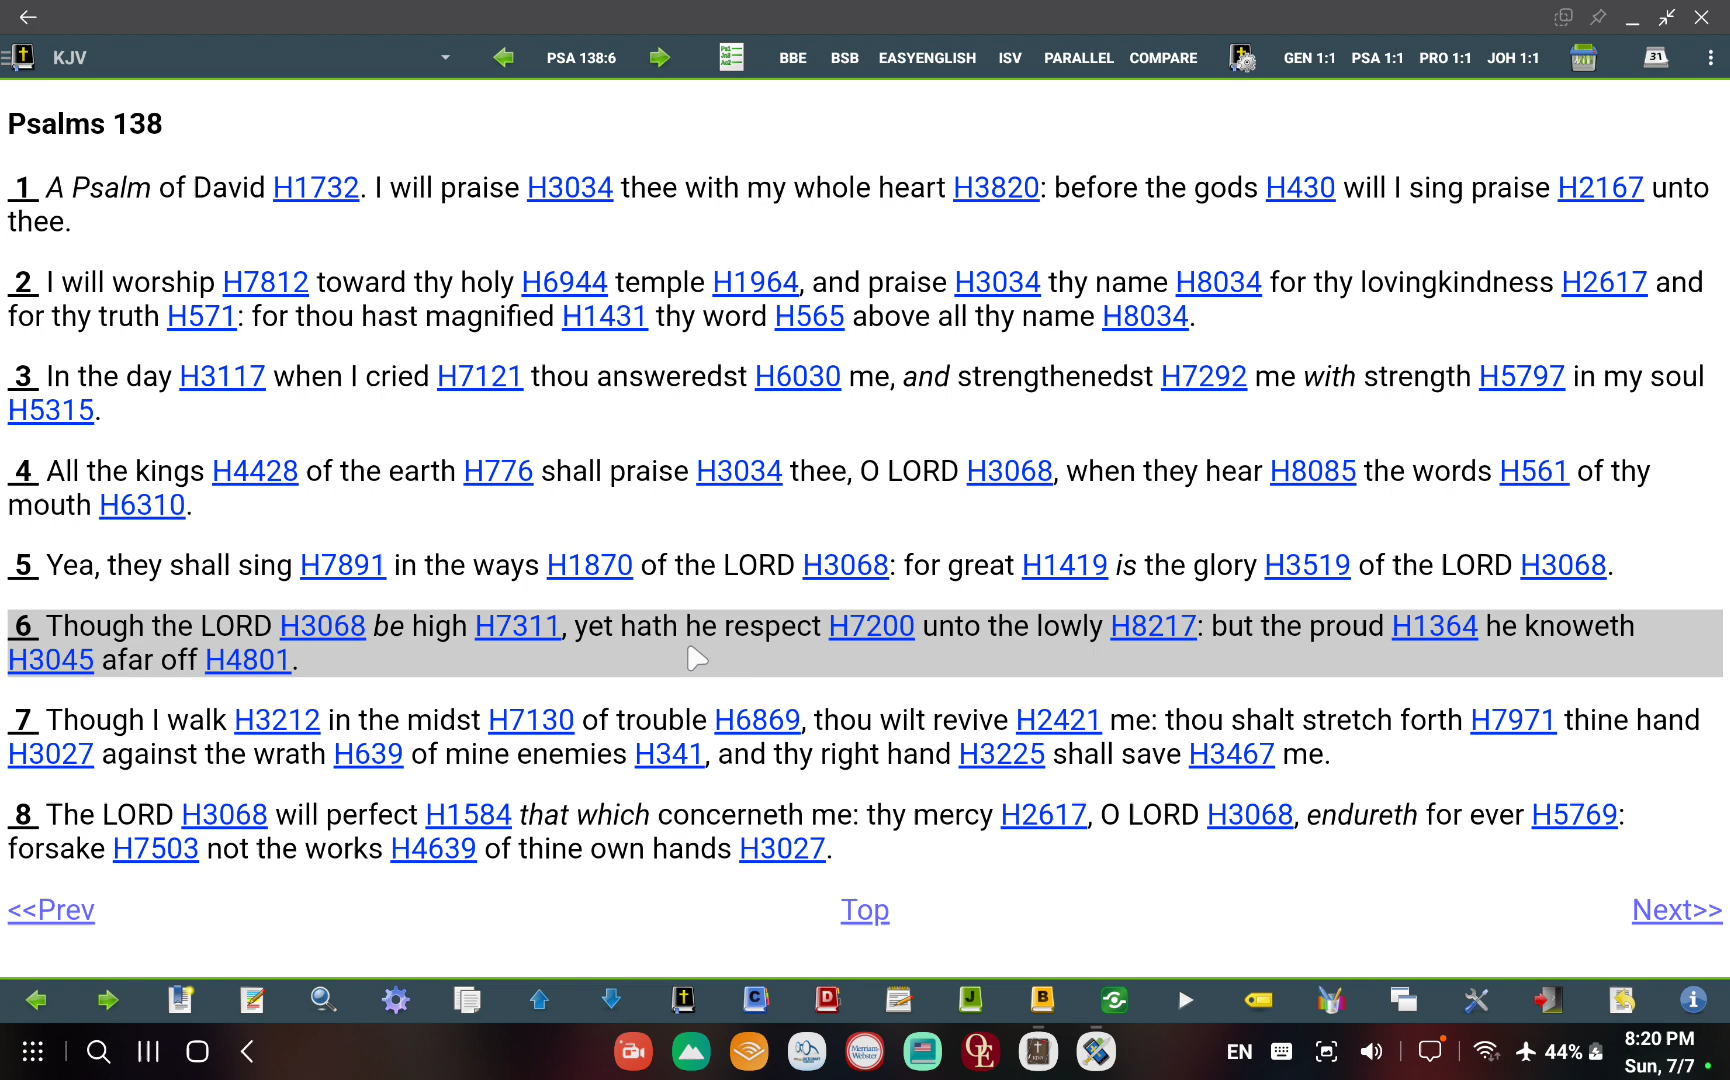 KJV PSA 138:6 BBE BSB EASYENGLISH ISV PARALLEL COMPARE GEN 1:1 PSA 1:1 PRO 1:1 JOH 1:1 31
Psalms 138
1 A Psalm of David H1732. I will praise H3034 thee with my whole heart H3820: before the gods H430 will I sing praise H2167 unto
thee.
2 I will worship H7812 toward thy holy H6944 temple H1964, and praise H3034 thy name H8034 for thy lovingkindness H2617 and
for thy truth H571: for thou hast magnified H1431 thy word H565 above all thy name H8034.
3 In the day H3117 when I cried H7121 thou answeredst H6030 me, and strengthenedst H7292 me with strength H5797 in my soul
H5315.
4 All the kings H4428 of the earth H776 shall praise H3034 thee, O LORD H3068, when they hear H8085 the words H561 of thy
mouth H6310.
5 Yea, they shall sing H7891 in the ways H1870 of the LORD H3068: for great H1419 is the glory H3519 of the LORD H3068.
6 Though the LORD H3068 be high H7311, yet hath he respect H7200 unto the lowly H8217: but the proud H1364 he knoweth
H3045 afar off H4801.
7 Though I walk H3212 in the midst H7130 of trouble H6869, thou wilt revive H2421 me: thou shalt stretch forth H7971 thine hand
H3027 against the wrath H639 of mine enemies H341, and thy right hand H3225 shall save H3467 me.
8 The LORD H3068 will perfect H1584 that which concerneth me: thy mercy H2617, O LORD H3068, endureth for ever H5769:
forsake H7503 not the works H4639 of thine own hands H3027.
<<Prev Top Next>>
C D J B
Merriam-Webster OE EN 44% 8:20 PM
Sun, 7/7